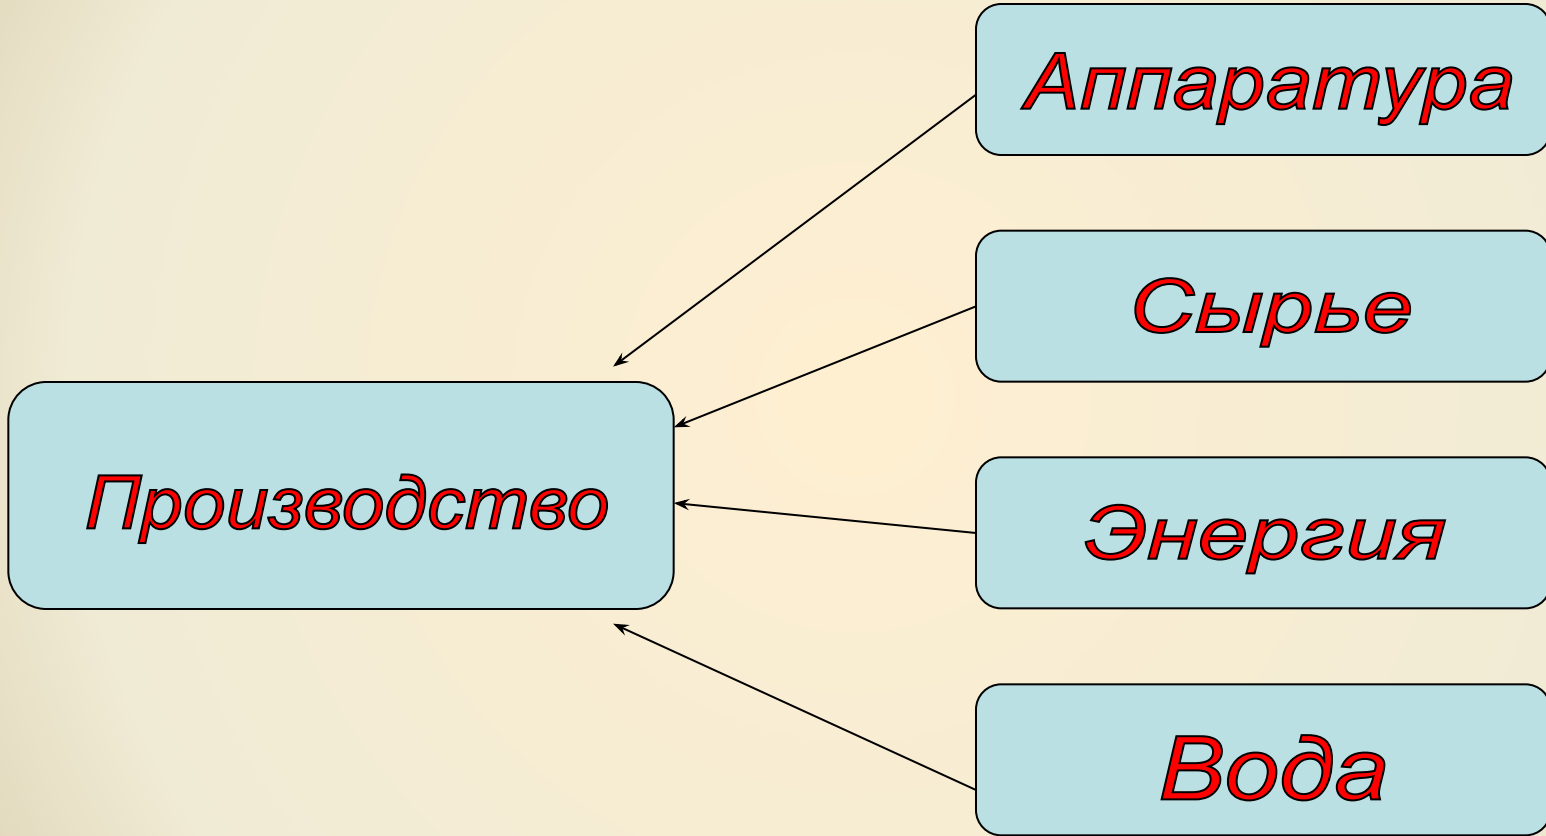 Аппаратура
Сырье
Производство
Энергия
Вода